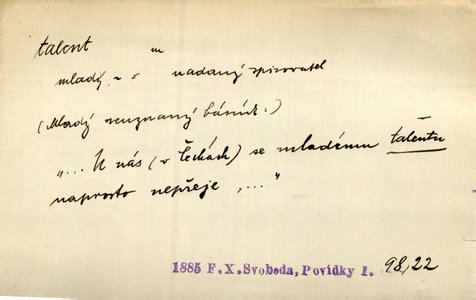 talent m
mladý ~ = nadaný spisovatel
(Mladý neuznaný básník.)
"... U nás (v Čechách) se mladému talentu
naprosto nepřeje ,..."
1885 F.X.Svoboda, Povídky 1. 98,22